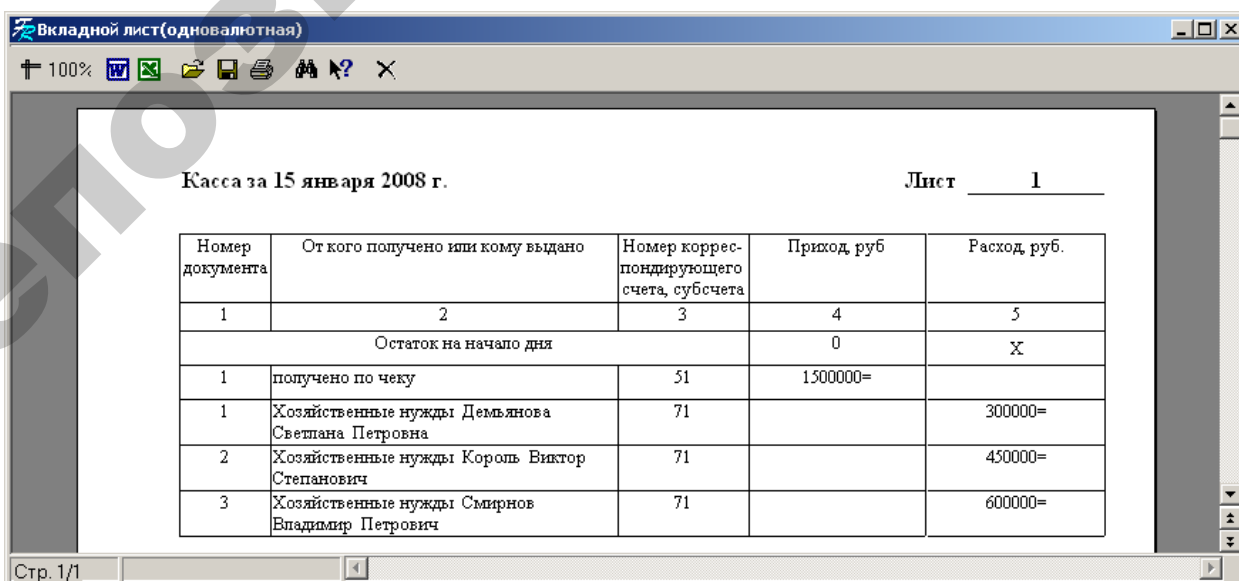 Вкладной лист(одновалютная)
100%
Касса за 15 января 2008 г. Лист 1
Номер документа От кого получено или кому выдано Номер коррес-пондирующего счета, субсчета Приход, руб Расход, руб.
1 2 3 4 5
Остаток на начало дня 0 X
1 получено по чеку 51 1500000=
1 Хозяйственные нужды Демьянова 71 300000=
Светлана Петровна
2 Хозяйственные нужды Король Виктор 71 450000=
Степанович
3 Хозяйственные нужды Смирнов 71 600000=
Владимир Петрович
Стр. 1/1